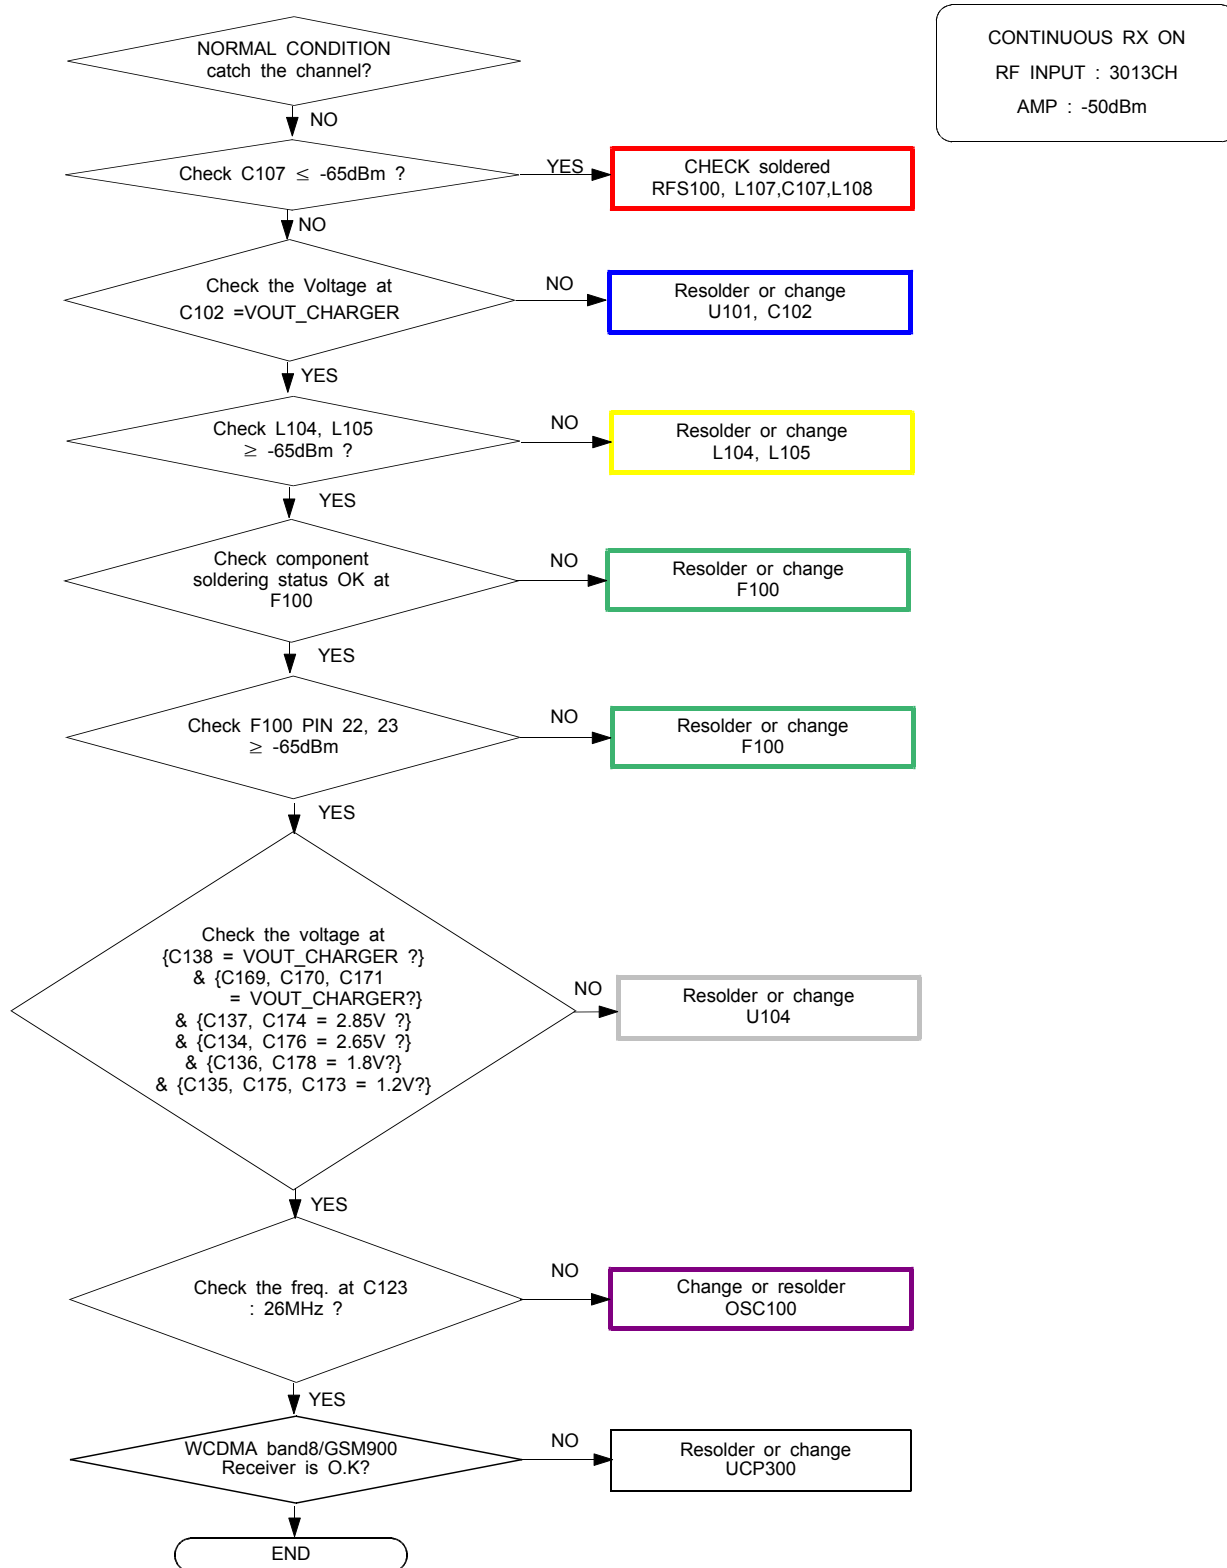 NORMAL CONDITION
catch the channel?
CONTINUOUS RX ON
RF INPUT : 3013CH
AMP : -50dBm
NO
Check C107 ≤ -65dBm ?
YES
CHECK soldered
RFS100, L107,C107,L108
NO
Check the Voltage at
C102 =VOUT_CHARGER
NO
Resolder or change
U101, C102
YES
Check L104, L105
≥ -65dBm ?
NO
Resolder or change
L104, L105
YES
Check component
soldering status OK at
F100
NO
Resolder or change
F100
YES
Check F100 PIN 22, 23
≥ -65dBm
NO
Resolder or change
F100
YES
Check the voltage at
{C138 = VOUT_CHARGER ?}
& {C169, C170, C171
= VOUT_CHARGER?}
& {C137, C174 = 2.85V ?}
& {C134, C176 = 2.65V ?}
& {C136, C178 = 1.8V?}
& {C135, C175, C173 = 1.2V?}
NO
Resolder or change
U104
YES
Check the freq. at C123
: 26MHz ?
NO
Change or resolder
OSC100
YES
WCDMA band8/GSM900
Receiver is O.K?
NO
Resolder or change
UCP300
END